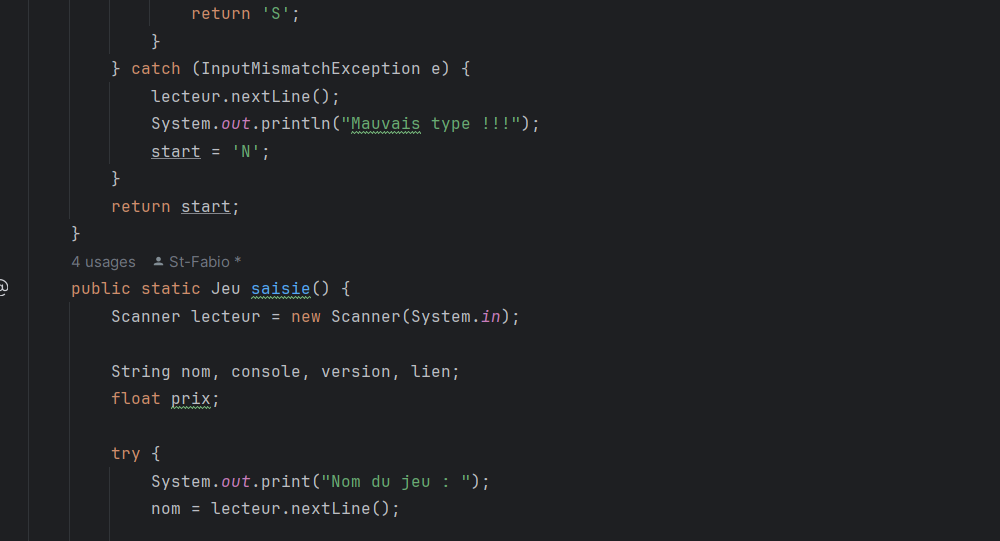 return 'S';
}
} catch (InputMismatchException e) {
lecteur.nextLine();
System.out.println("Mauvais type !!!");
start = 'N';
}
return start;
}
4 usages St-Fabio *
@
public static Jeu saisie() {
Scanner lecteur = new Scanner(System.in);
String nom, console, version, lien;
float prix;
try {
System.out.print("Nom du jeu : ");
nom = lecteur.nextLine();